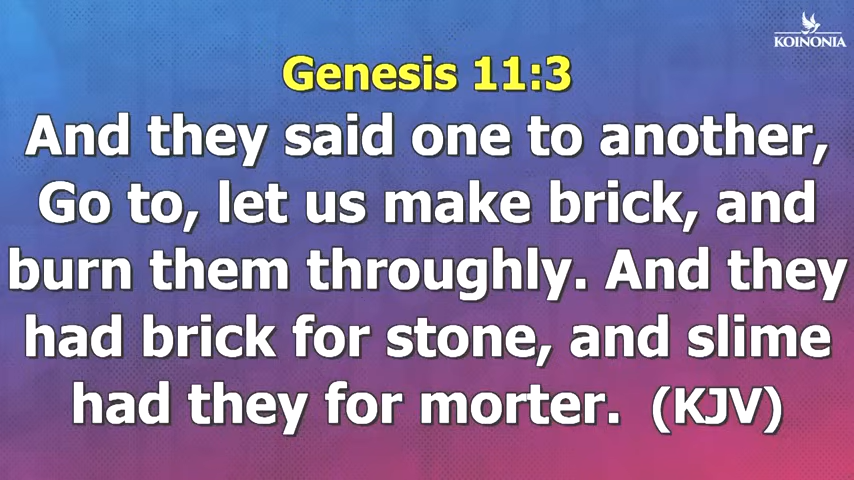 KOINONIA
Genesis 11:3
And they said one to another,
Go to, let us make brick, and
burn them throughly. And they
had brick for stone, and slime
had they for morter. (KJV)